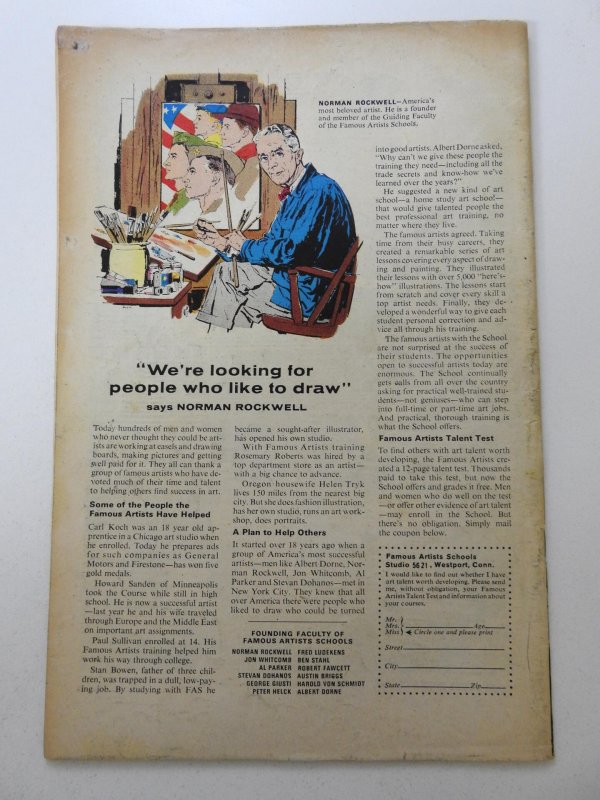 NORMAN ROCKWELL—America's
most beloved artist. He is a founder
and member of the Guiding Faculty
of the Famous Artists Schools.
"We're looking for
people who like to draw"
says NORMAN ROCKWELL
Today hundreds of men and women
who never thought they could be art-
ists are working at easels and drawing
boards, making pictures and getting
well paid for it. They all can thank a
group of famous artists who have de-
voted much of their time and talent
to helping others find success in art.
Some of the People the
Famous Artists Have Helped
Carl Koch was an 18 year old ap-
prentice in a Chicago art studio when
he enrolled. Today he prepares ads
for such companies as General
Motors and Firestone—has won five
gold medals.
Howard Sanden of Minneapolis
took the Course while still in high
school. He is now a successful artist
—last year he and his wife traveled
through Europe and the Middle East
on important art assignments.
Paul Sullivan enrolled at 14. His
Famous Artists training helped him
work his way through college.
Stan Bowen, father of three chil-
dren, was trapped in a dull, low-pay-
ing job. By studying with FAS he
became a sought-after illustrator,
has opened his own studio.
With Famous Artists training
Rosemary Roberts was hired by a
top department store as an artist—
with a big chance to advance.
Oregon housewife Helen Tryk
lives 150 miles from the nearest big
city. But she does fashion illustration,
has her own studio, runs an art work-
shop, does portraits.
A Plan to Help Others
It started over 18 years ago when a
group of America's most successful
artists—men like Albert Dorne, Nor-
man Rockwell, Jon Whitcomb, Al
Parker and Stevan Dohanos—met in
New York City. They knew that all
over America there were people who
liked to draw who could be turned
FOUNDING FACULTY OF
FAMOUS ARTISTS SCHOOLS
NORMAN ROCKWELL FRED LUDEKENS
JON WHITCOMB BEN STAHL
AL PARKER ROBERT FAWCETT
STEVAN DOHANOS AUSTIN BRIGGS
GEORGE GIUSTI HAROLD VON SCHMIDT
PETER HELCK ALBERT DORNE
into good artists. Albert Dorne asked,
"Why can't we give these people the
training they need—including all the
trade secrets and know-how we've
learned over the years?"
He suggested a new kind of art
school—a home study art school—
that would give talented people the
best professional art training, no
matter where they live.
The famous artists agreed. Taking
time from their busy careers, they
created a remarkable series of art
lessons covering every aspect of draw-
ing and painting. They illustrated
their lessons with over 5,000 "here's-
how" illustrations. The lessons start
from scratch and cover every skill a
top artist needs. Finally, they de-
veloped a wonderful way to give each
student personal correction and ad-
vice all through his training.
The famous artists with the School
are not surprised at the success of
their students. The opportunities
open to successful artists today are
enormous. The School continually
gets calls from all over the country
asking for practical well-trained stu-
dents—not geniuses—who can step
into full-time or part-time art jobs.
And practical, thorough training is
what the School offers.
Famous Artists Talent Test
To find others with art talent worth
developing, the Famous Artists cre-
ated a 12-page talent test. Thousands
paid to take this test, but now the
School offers and grades it free. Men
and women who do well on the test
—or offer other evidence of art talent
—may enroll in the School. But
there's no obligation. Simply mail
the coupon below.
Famous Artists Schools
Studio 5621, Westport, Conn.
I would like to find out whether I have
art talent worth developing. Please send
me, without obligation, your Famous
Artists Talent Test and information about
your courses.
Mr.
Mrs. Age
Miss Circle one and please print
Street
City
State Zip